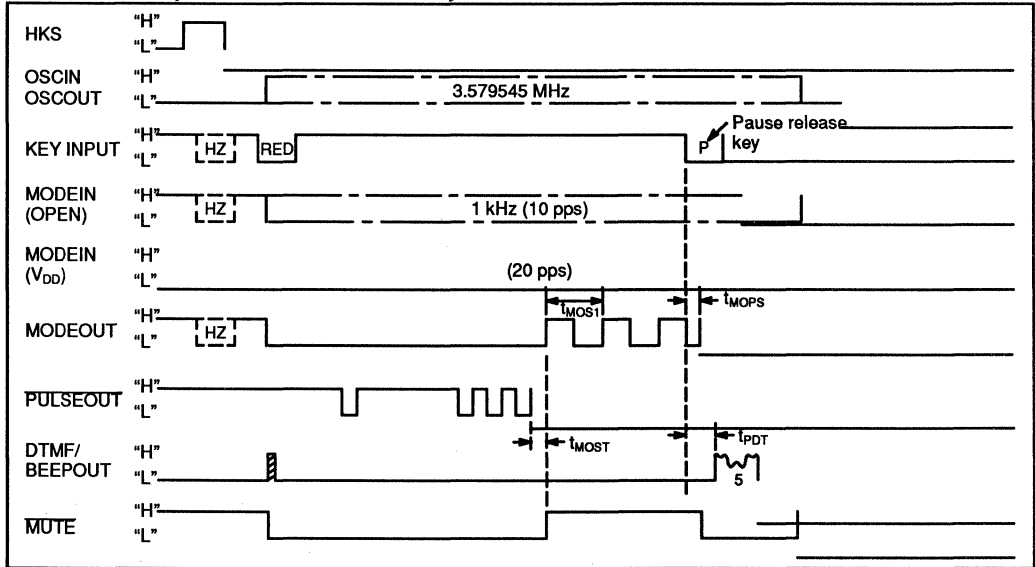 HKS "H"
"L"
OSCIN "H"
OSCOUT "L"
3.579545 MHz
KEY INPUT "H"
"L"
HZ RED P
Pause release
key
MODEIN "H"
(OPEN) "L"
HZ 1 kHz (10 pps)
MODEIN "H"
(VDD) "L"
(20 pps)
tMOS1 tMOPS
MODEOUT "H"
"L"
HZ
PULSEOUT "H"
"L"
tMOST tPDT
DTMF/ "H"
BEEPOUT "L"
5
MUTE "H"
"L"